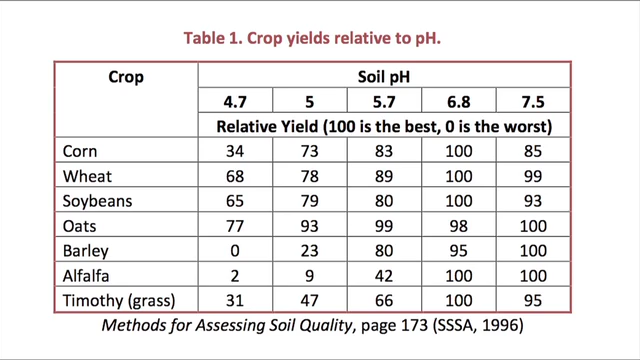 Table 1. Crop yields relative to pH.
Crop Soil pH
4.7 5 5.7 6.8 7.5
Relative Yield (100 is the best, 0 is the worst)
Corn 34 73 83 100 85
Wheat 68 78 89 100 99
Soybeans 65 79 80 100 93
Oats 77 93 99 98 100
Barley 0 23 80 95 100
Alfalfa 2 9 42 100 100
Timothy (grass) 31 47 66 100 95
Methods for Assessing Soil Quality, page 173 (SSSA, 1996)